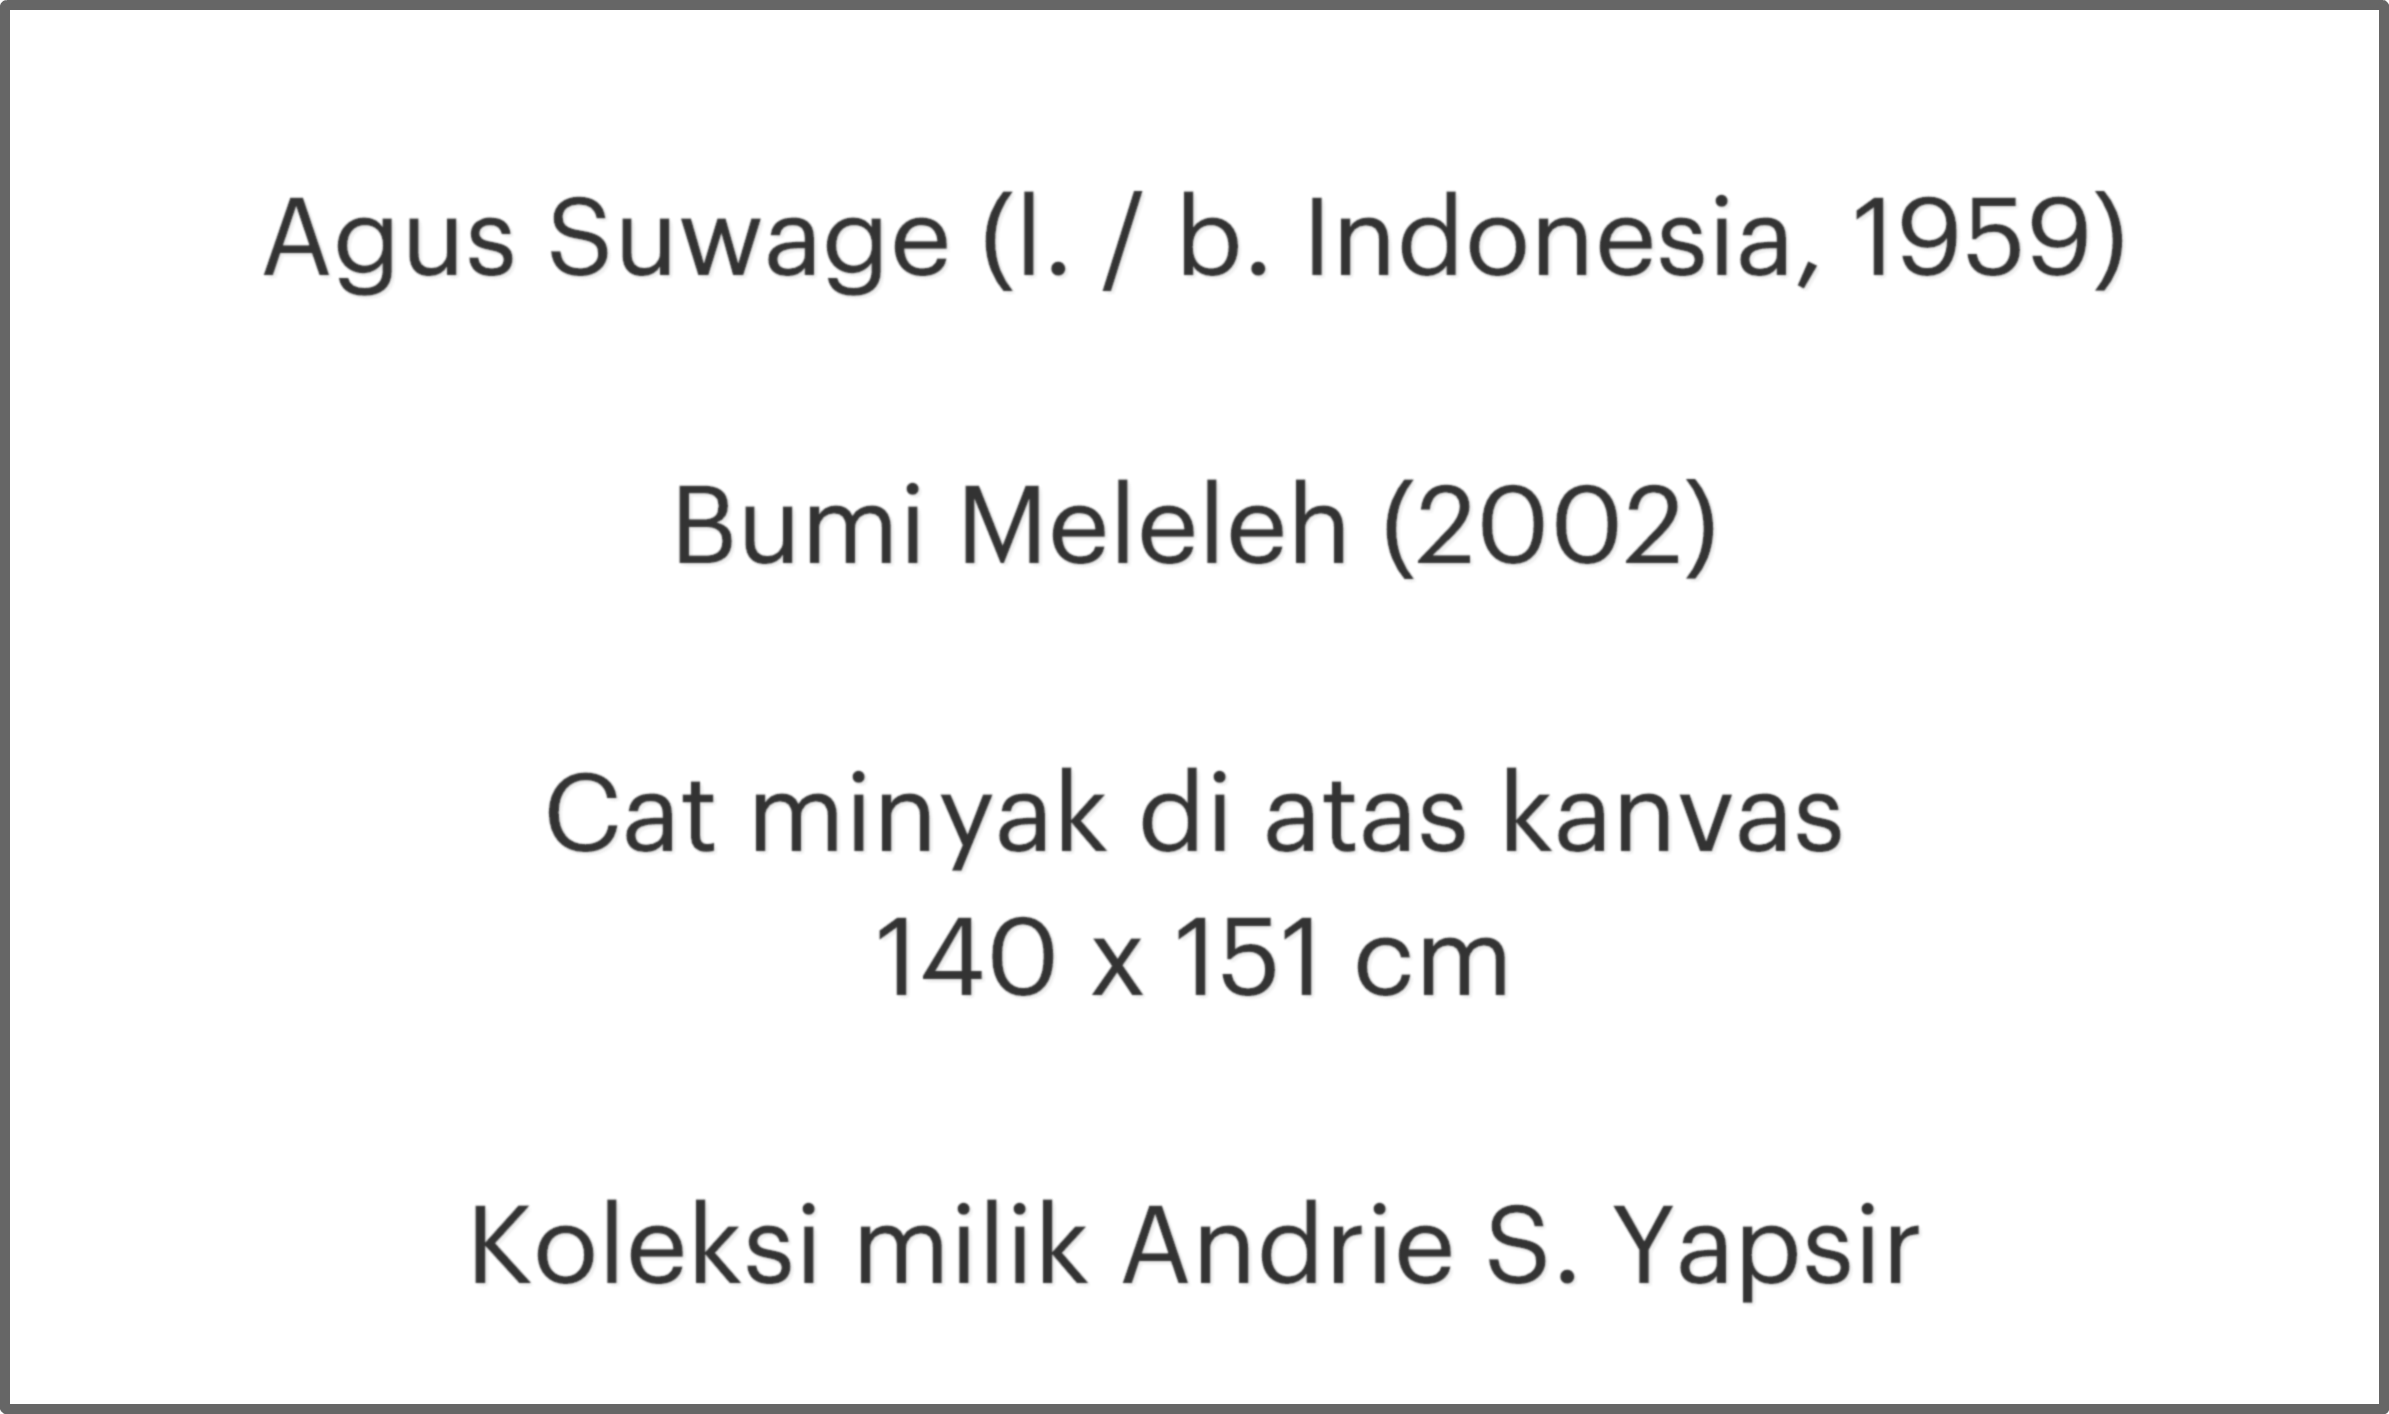 Agus Suwage (l. / b. Indonesia, 1959)
Bumi Meleleh (2002)
Cat minyak di atas kanvas
140 x 151 cm
Koleksi milik Andrie S. Yapsir